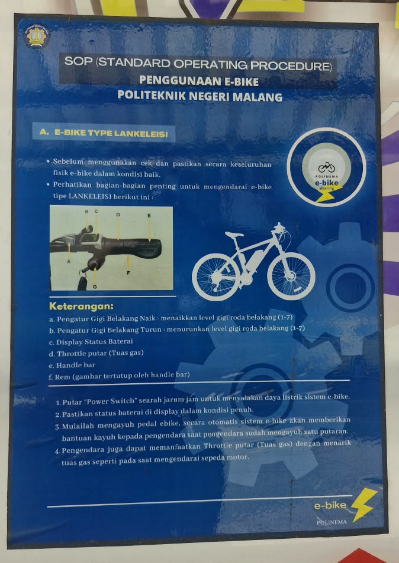 SOP (STANDARD OPERATING PROCEDURE)
PENGGUNAAN E-BIKE
POLITEKNIK NEGERI MALANG
A. E-BIKE TYPE LANKELEISI
• Sebelum menggunakan cek dan pastikan secara keseluruhan
fisik e-bike dalam kondisi baik.
• Perhatikan bagian-bagian penting untuk mengendarai e-bike
tipe LANKELEISI berikut ini :
POLINEMA
e-bike
B C D E
F
Keterangan:
a. Pengatur Gigi Belakang Naik - menaikkan level gigi roda belakang (1-7)
b. Pengatur Gigi Belakang Turun - menurunkan level gigi roda belakang (1-7)
c. Display Status Baterai
d. Throttle putar (Tuas gas)
e. Handle bar
f. Rem (gambar tertutup oleh handle bar)
1. Putar "Power Switch" searah jarum jam untuk menyalakan daya listrik sistem e-bike.
2. Pastikan status baterai di display dalam kondisi penuh.
3. Mulailah mengayuh pedal ebike, secara otomatis sistem e-bike akan memberikan
bantuan kayuh kepada pengendara saat pengendara sudah mengayuh satu putaran.
4. Pengendara juga dapat memanfaatkan Throttle putar (Tuas gas) dengan menarik
tuas gas seperti pada saat mengendarai sepeda motor.
e-bike
POLINEMA